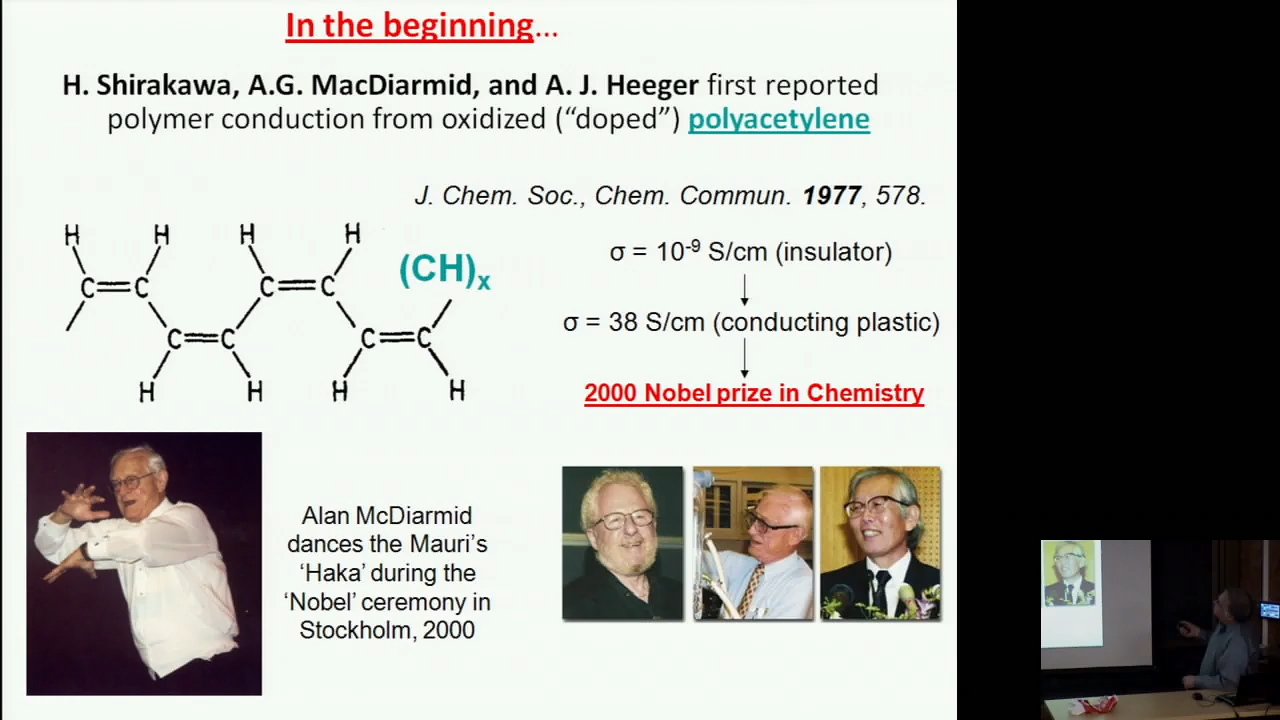 In the beginning...
H. Shirakawa, A.G. MacDiarmid, and A. J. Heeger first reported
polymer conduction from oxidized (“doped”) polyacetylene
J. Chem. Soc., Chem. Commun. 1977, 578.
σ = 10⁻⁹ S/cm (insulator)
σ = 38 S/cm (conducting plastic)
2000 Nobel prize in Chemistry
H H H H
(CH)x
C=C C=C
C=C C=C
H H H H
Alan McDiarmid
dances the Mauri’s
‘Haka’ during the
‘Nobel’ ceremony in
Stockholm, 2000